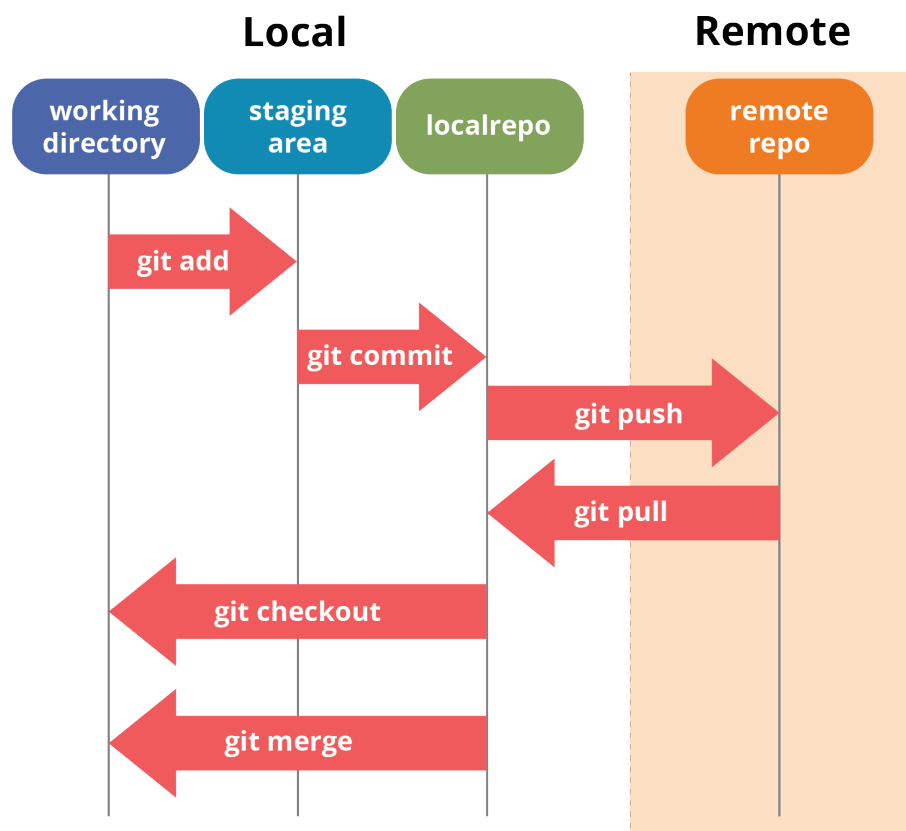 Local
Remote
working
directory
staging
area
localrepo
remote
repo
git add
git commit
git push
git pull
git checkout
git merge